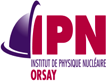 IPN
INSTITUT DE PHYSIQUE NUCLÉAIRE
ORSAY